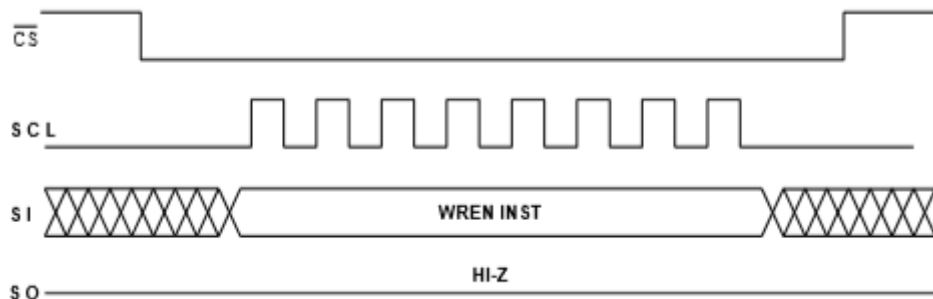 CS
SCL
SI
WREN INST
HI-Z
SO